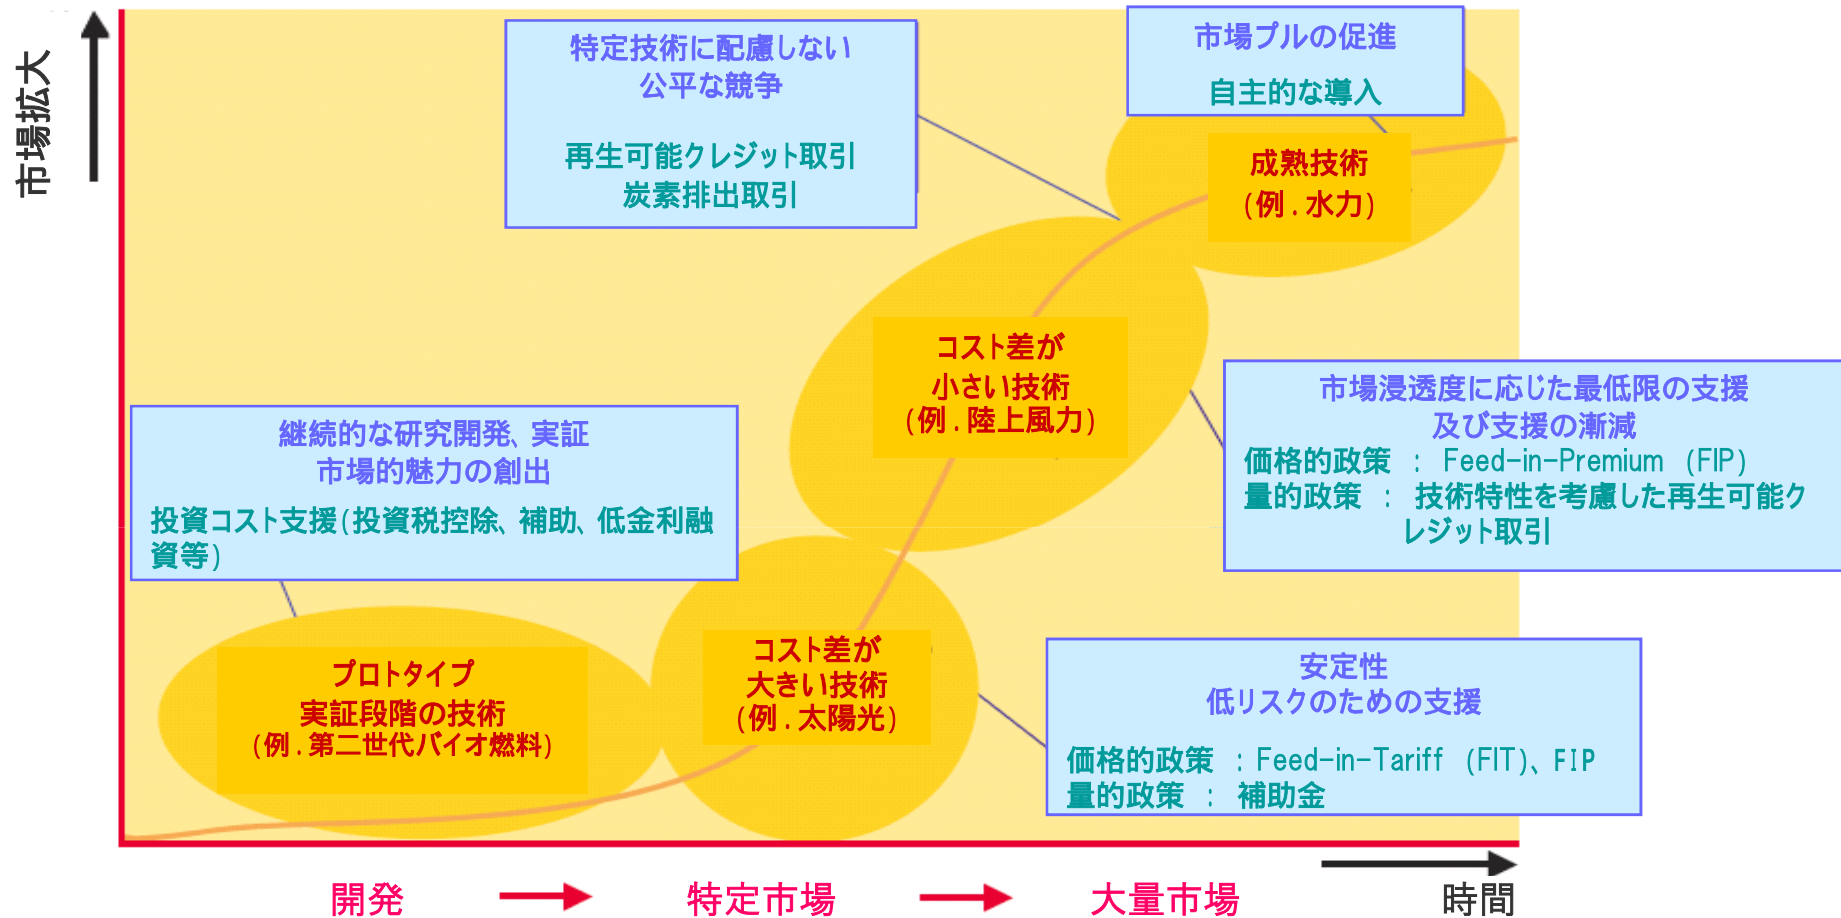 市場拡大
特定技術に配慮しない
公平な競争
再生可能クレジット取引
炭素排出取引
市場プルの促進
自主的な導入
成熟技術
(例．水力)
コスト差が
小さい技術
(例．陸上風力)
市場浸透度に応じた最低限の支援
及び支援の漸減
価格的政策 ： Feed-in-Premium (FIP)
量的政策 ： 技術特性を考慮した再生可能ク
レジット取引
継続的な研究開発、実証
市場的魅力の創出
投資コスト支援(投資税控除、補助、低金利融
資等)
プロトタイプ
実証段階の技術
(例．第二世代バイオ燃料)
コスト差が
大きい技術
(例．太陽光)
安定性
低リスクのための支援
価格的政策 ：Feed-in-Tariff (FIT)、FIP
量的政策 ： 補助金
開発
特定市場
大量市場
時間